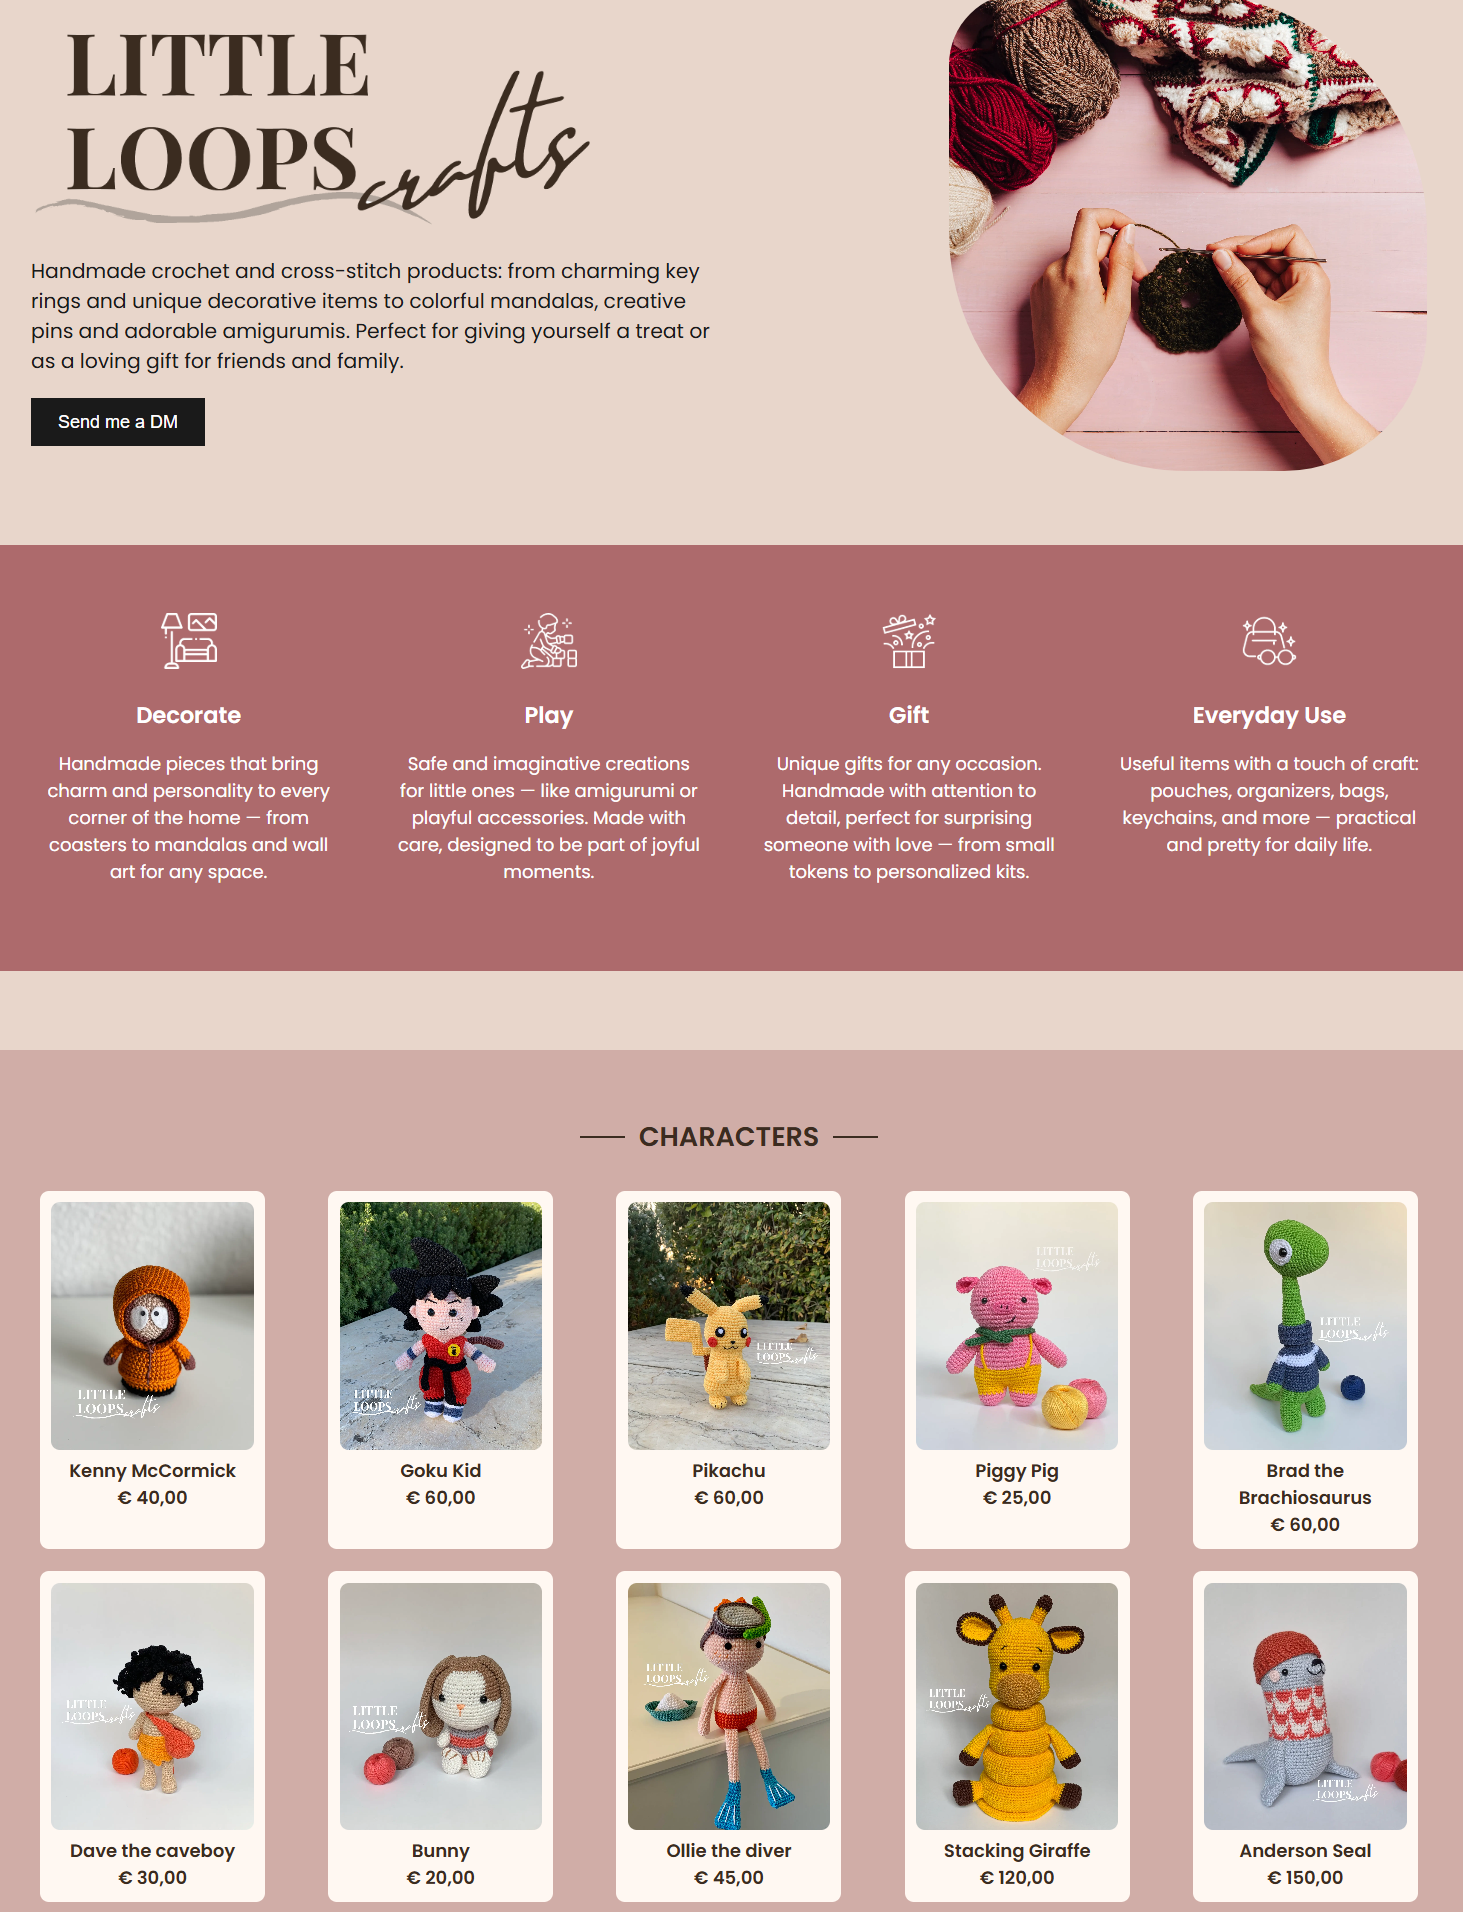 LITTLE
LOOPS crafts
Handmade crochet and cross-stitch products: from charming key
rings and unique decorative items to colorful mandalas, creative
pins and adorable amigurumis. Perfect for giving yourself a treat or
as a loving gift for friends and family.
Send me a DM
Decorate
Handmade pieces that bring
charm and personality to every
corner of the home — from
coasters to mandalas and wall
art for any space.
Play
Safe and imaginative creations
for little ones — like amigurumi or
playful accessories. Made with
care, designed to be part of joyful
moments.
Gift
Unique gifts for any occasion.
Handmade with attention to
detail, perfect for surprising
someone with love — from small
tokens to personalized kits.
Everyday Use
Useful items with a touch of craft:
pouches, organizers, bags,
keychains, and more — practical
and pretty for daily life.
CHARACTERS
LITTLE
LOOPS crafts
Kenny McCormick
€ 40,00
LITTLE
LOOPS crafts
Goku Kid
€ 60,00
LITTLE
LOOPS crafts
Pikachu
€ 60,00
LITTLE
LOOPS crafts
Piggy Pig
€ 25,00
LITTLE
LOOPS crafts
Brad the
Brachiosaurus
€ 60,00
LITTLE
LOOPS crafts
Dave the caveboy
€ 30,00
LITTLE
LOOPS crafts
Bunny
€ 20,00
LITTLE
LOOPS crafts
Ollie the diver
€ 45,00
LITTLE
LOOPS crafts
Stacking Giraffe
€ 120,00
LITTLE
LOOPS crafts
Anderson Seal
€ 150,00